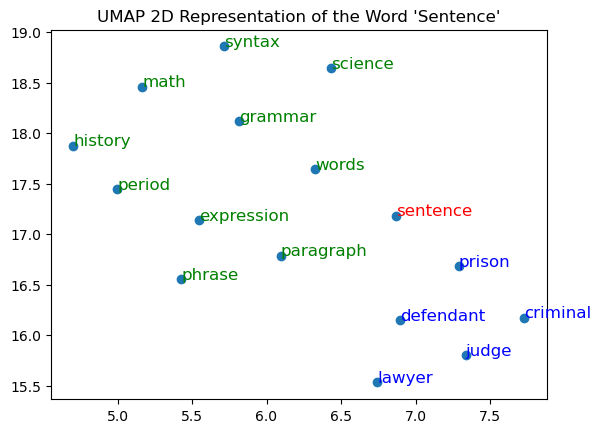 UMAP 2D Representation of the Word 'Sentence'
19.0
18.5
18.0
17.5
17.0
16.5
16.0
15.5
syntax
science
math
grammar
history
words
period
expression
sentence
paragraph
prison
phrase
defendant
criminal
judge
lawyer
5.0 5.5 6.0 6.5 7.0 7.5